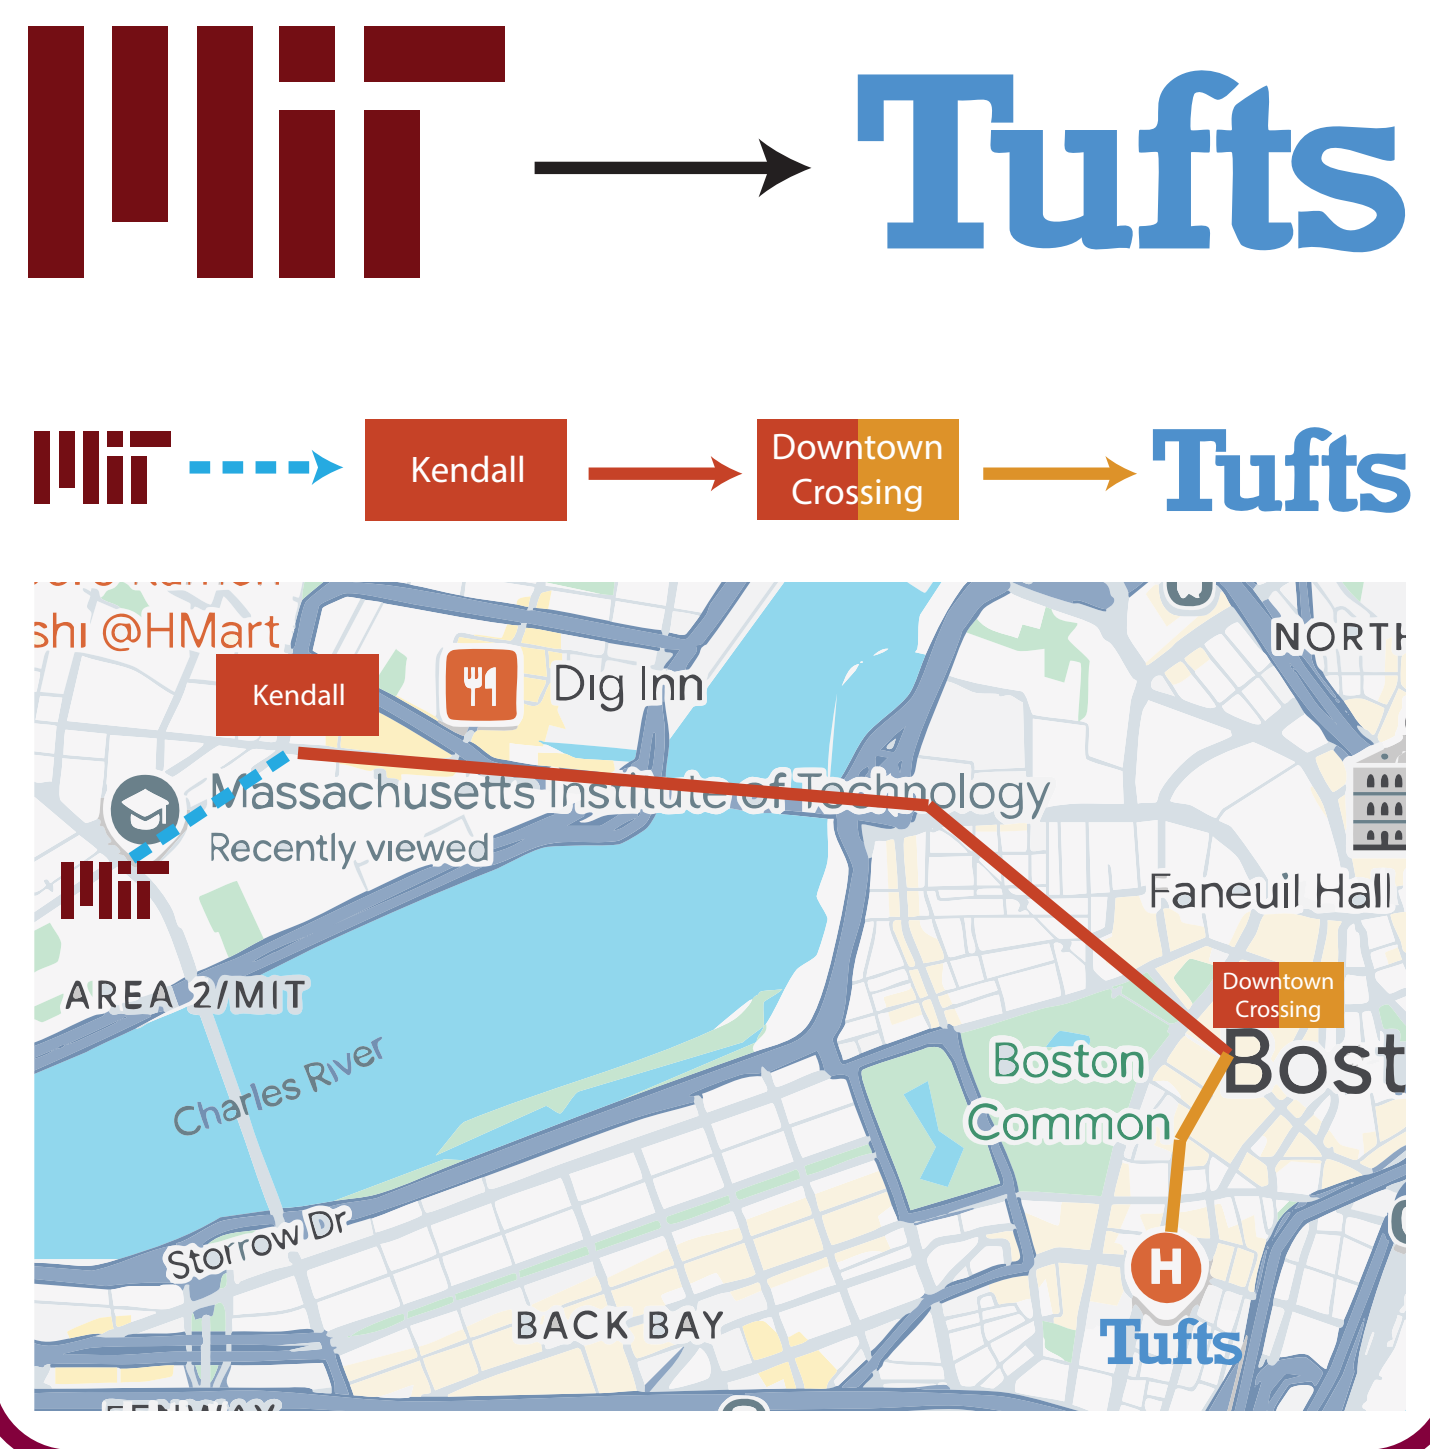 MIT
Tufts
MIT
Kendall
Downtown
Crossing
Tufts
shi @HMart
NORTH
Kendall
Dig Inn
Massachusetts Institute of Technology
Recently viewed
MIT
Faneuil Hall
AREA 2/MIT
Downtown
Crossing
Charles River
Boston
Common
Bost
Storrow Dr
H
BACK BAY
Tufts
FENWAY